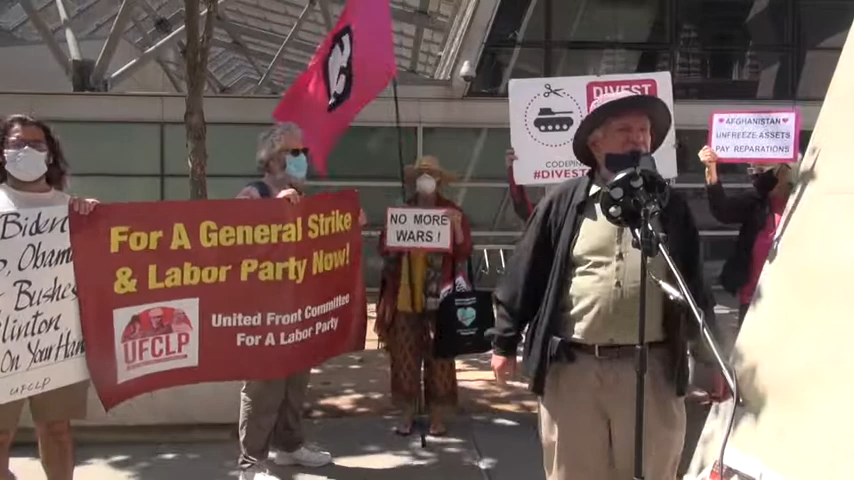 Biden
Obama
Bushes
linton
On Your Han
UFCLP
For A General Strike
& Labor Party Now!
UFCLP
United Front Committee
For A Labor Party
NO MORE
WARS !
DIVEST
CODEPIN
#DIVEST
AFGHANISTAN
UNFREEZE ASSETS
PAY REPARATIONS